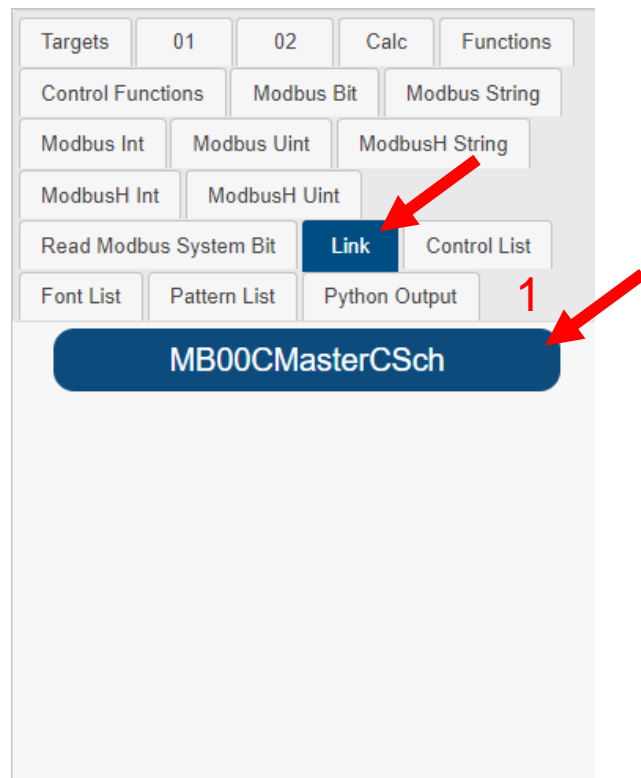 Targets 01 02 Calc Functions
Control Functions Modbus Bit Modbus String
Modbus Int Modbus Uint ModbusH String
ModbusH Int ModbusH Uint
Read Modbus System Bit Link Control List
Font List Pattern List Python Output 1
MB00CMasterCSch